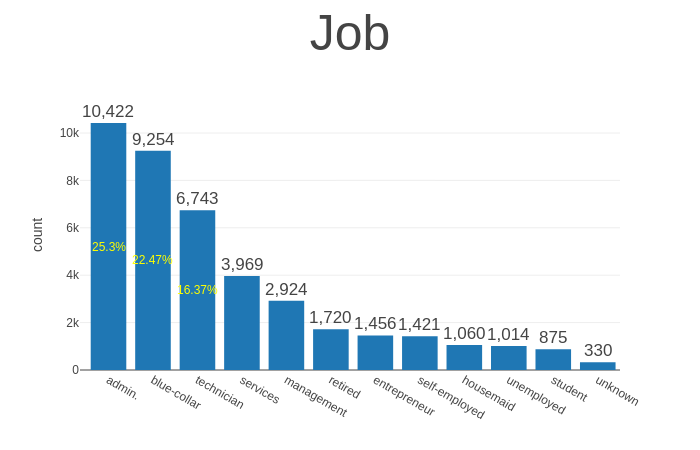 Job
10,422
9,254
6,743
3,969
2,924
1,720
1,456
1,421
1,060
1,014
875
330
10k
8k
6k
4k
2k
0
count
25.3%
22.47%
16.37%
admin.
blue-collar
technician
services
management
retired
entrepreneur
self-employed
housemaid
unemployed
student
unknown